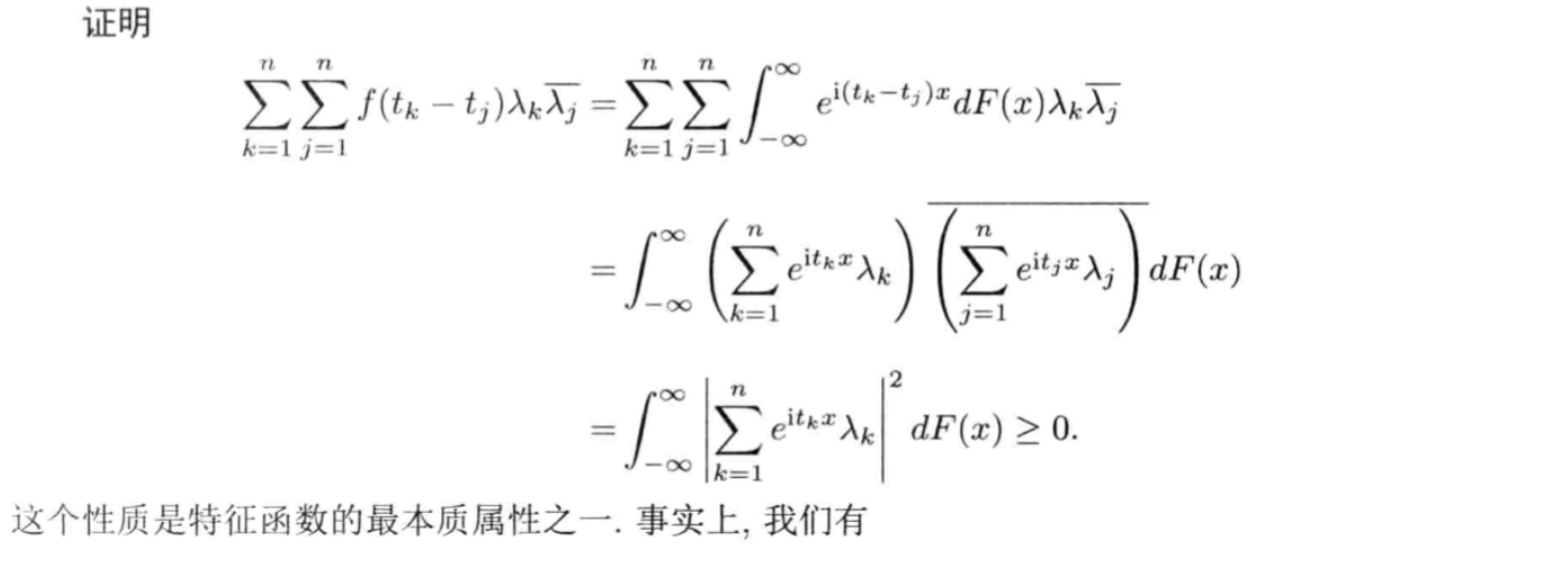 证明
$$\sum_{k=1}^{n}\sum_{j=1}^{n} f(t_k - t_j)\lambda_k\overline{\lambda_j} = \sum_{k=1}^{n}\sum_{j=1}^{n}\int_{-\infty}^{\infty} e^{\mathrm{i}(t_k - t_j)x}dF(x)\lambda_k\overline{\lambda_j}$$
$$= \int_{-\infty}^{\infty}\left(\sum_{k=1}^{n} e^{\mathrm{i}t_k x}\lambda_k\right)\overline{\left(\sum_{j=1}^{n} e^{\mathrm{i}t_j x}\lambda_j\right)}dF(x)$$
$$= \int_{-\infty}^{\infty}\left|\sum_{k=1}^{n} e^{\mathrm{i}t_k x}\lambda_k\right|^2 dF(x) \geq 0.$$
这个性质是特征函数的最本质属性之一. 事实上, 我们有